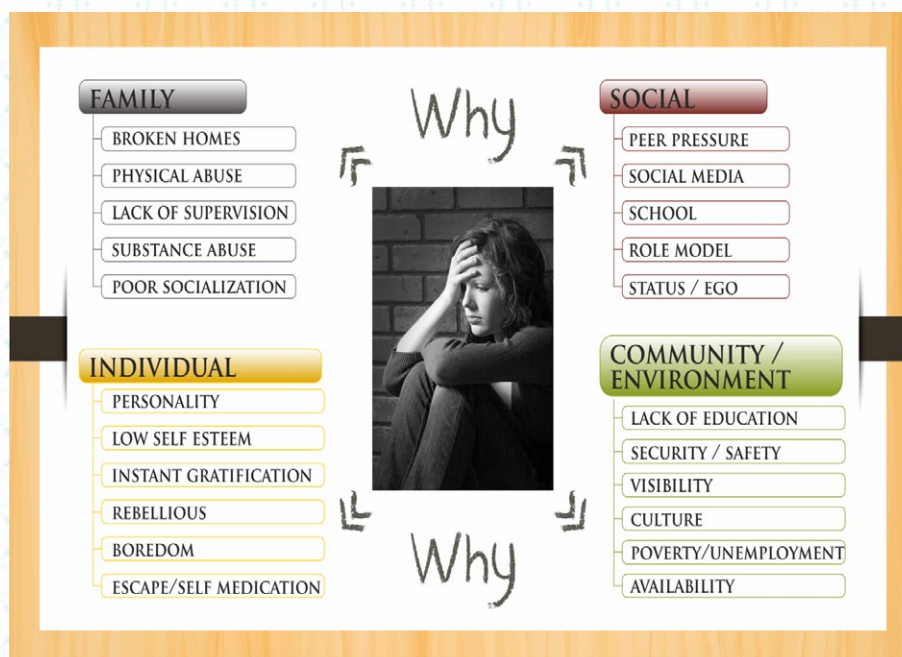 Why
FAMILY
BROKEN HOMES
PHYSICAL ABUSE
LACK OF SUPERVISION
SUBSTANCE ABUSE
POOR SOCIALIZATION
SOCIAL
PEER PRESSURE
SOCIAL MEDIA
SCHOOL
ROLE MODEL
STATUS / EGO
INDIVIDUAL
PERSONALITY
LOW SELF ESTEEM
INSTANT GRATIFICATION
REBELLIOUS
BOREDOM
ESCAPE/SELF MEDICATION
COMMUNITY /
ENVIRONMENT
LACK OF EDUCATION
SECURITY / SAFETY
VISIBILITY
CULTURE
POVERTY/UNEMPLOYMENT
AVAILABILITY
Why